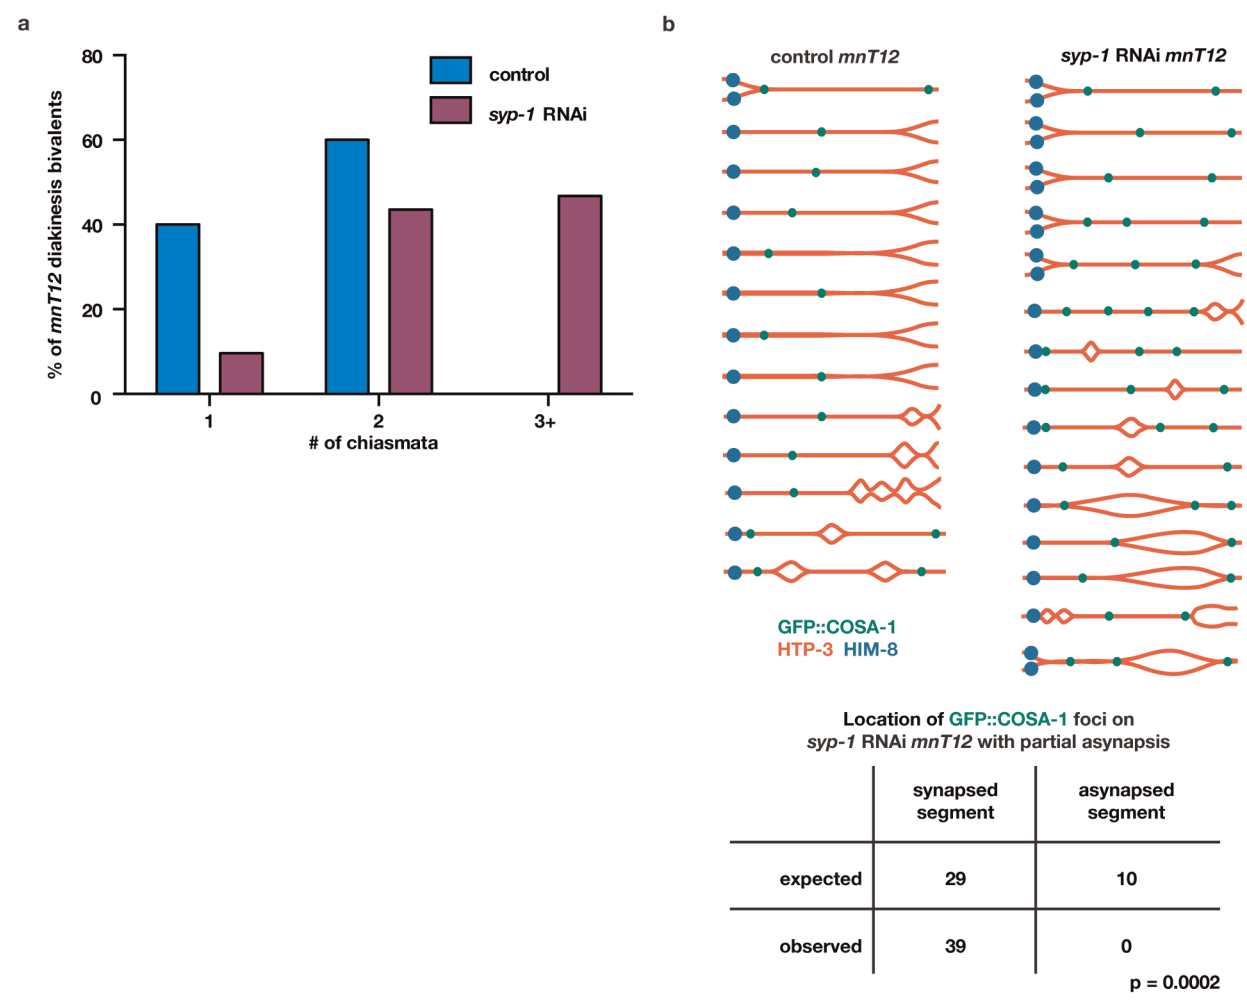 a
80
60
40
20
0
% of mnT12 diakinesis bivalents
control
syp-1 RNAi
1
2
3+
# of chiasmata
b
control mnT12
syp-1 RNAi mnT12
GFP::COSA-1
HTP-3 HIM-8
Location of GFP::COSA-1 foci on
syp-1 RNAi mnT12 with partial asynapsis
synapsed
segment
asynapsed
segment
expected
29
10
observed
39
0
p = 0.0002